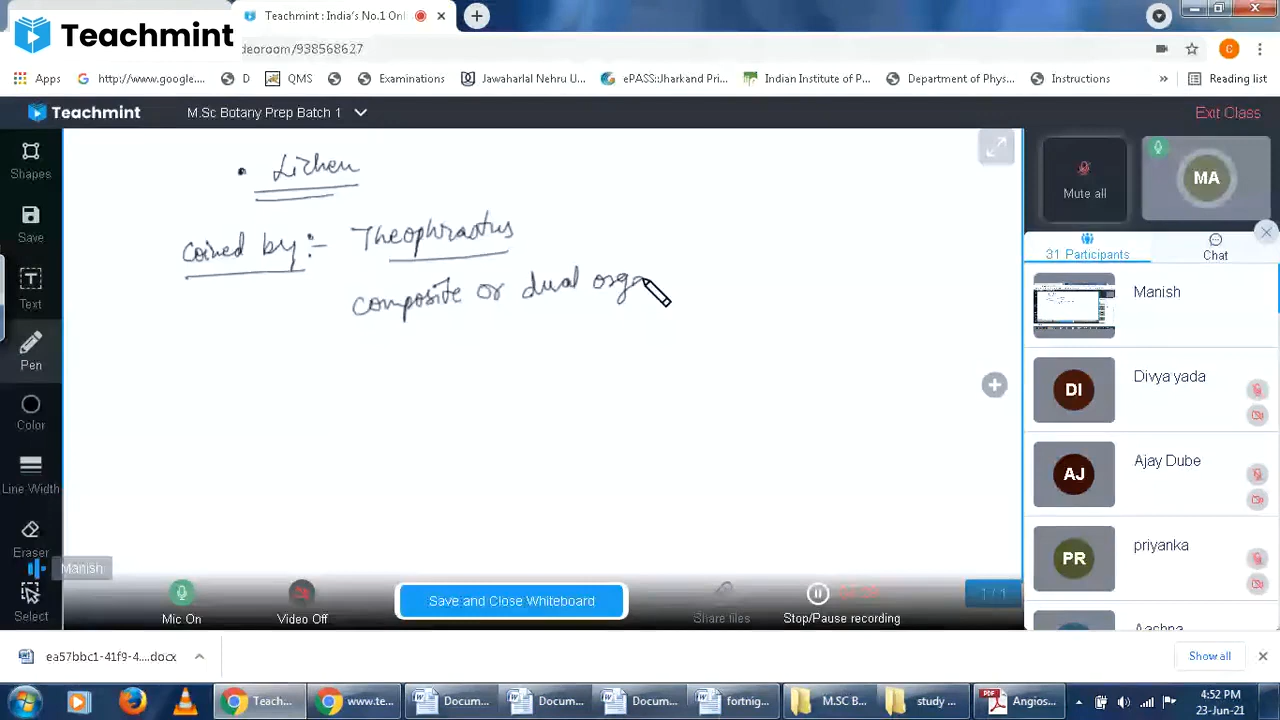 Teachmint : India's No.1 Onl
Teachmint
deoroom/938568627
Apps
http://www.google....
D
QMS
Examinations
Jawaharlal Nehru U...
ePASS::Jharkand Pri...
Indian Institute of P...
Department of Phys...
Instructions
»
Reading list
Teachmint
M.Sc Botany Prep Batch 1
Exit Class
Shapes
Save
Text
Pen
Color
Line Width
Eraser
Select
• Lichen
Coined by :- Theophrastus
composite or dual orga
Mute all
MA
31 Participants
Chat
Manish
DI
Divya yada
AJ
Ajay Dube
PR
priyanka
Aachna
Manish
Mic On
Video Off
Save and Close Whiteboard
Share files
Stop/Pause recording
1 / 1
ea57bbc1-41f9-4....docx
Show all
Teach...
www.te...
Docum...
Docum...
Docum...
fortnig...
M.SC B...
study ...
Angios...
4:52 PM
23-Jun-21